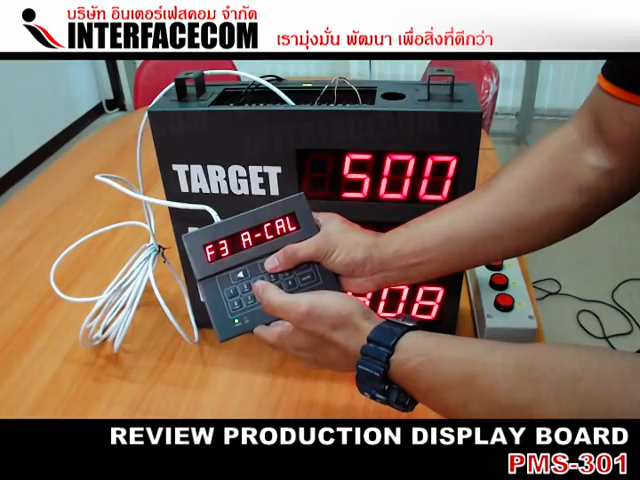 บริษัท อินเตอร์เฟสคอม จำกัด
INTERFACECOM
เรามุ่งมั่น พัฒนา เพื่อสิ่งที่ดีกว่า
INTERFACECOM
TARGET
500
F3 A-CAL
408
REVIEW PRODUCTION DISPLAY BOARD
PMS-301